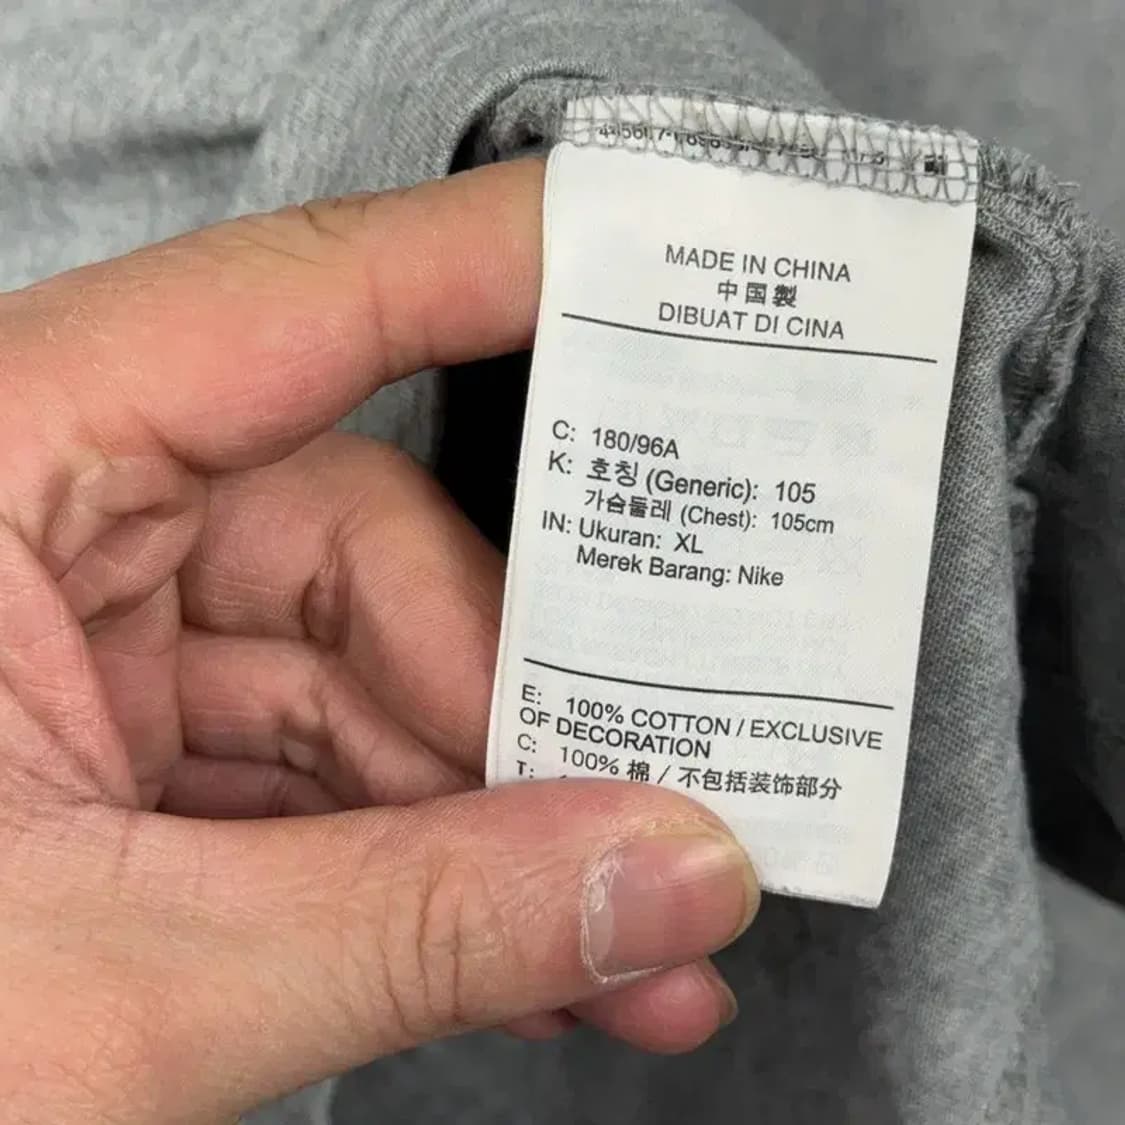 MADE IN CHINA
中国製
DIBUAT DI CINA
C: 180/96A
K: 호칭 (Generic): 105
가슴둘레 (Chest): 105cm
IN: Ukuran: XL
Merek Barang: Nike
E: 100% COTTON / EXCLUSIVE
OF DECORATION
C: 100% 棉 / 不包括装饰部分
T: